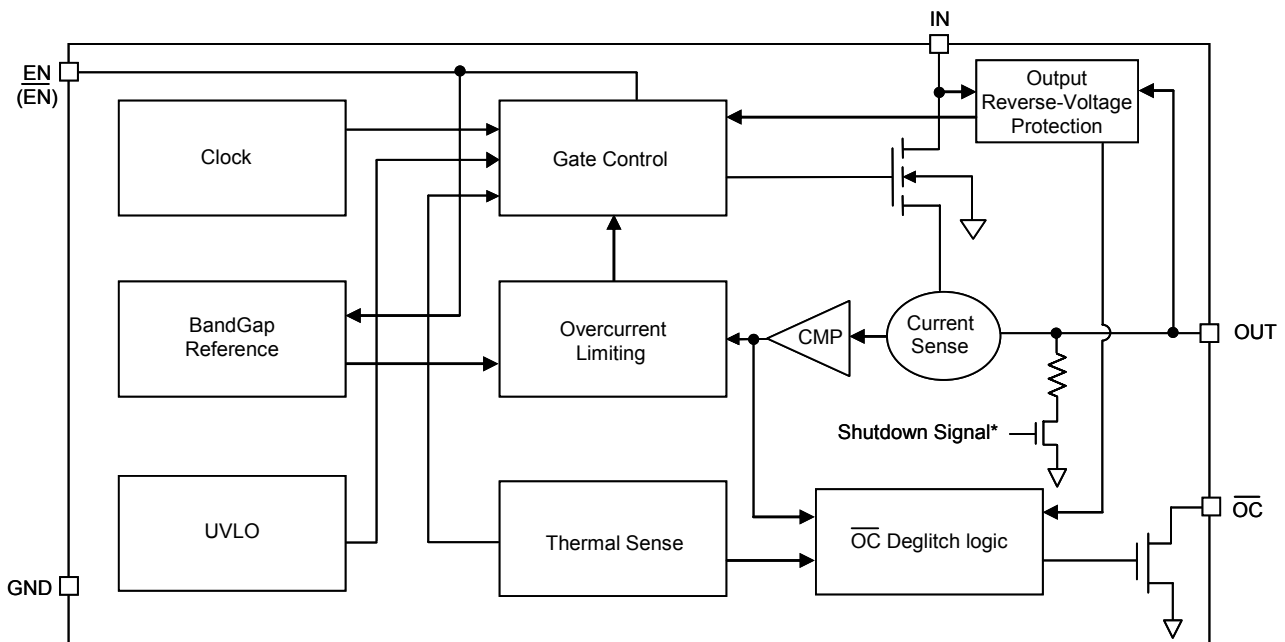 IN
EN
(EN)
Output
Reverse-Voltage
Protection
Clock
Gate Control
BandGap
Reference
Overcurrent
Limiting
CMP
Current
Sense
OUT
Shutdown Signal*
UVLO
Thermal Sense
OC Deglitch logic
OC
GND